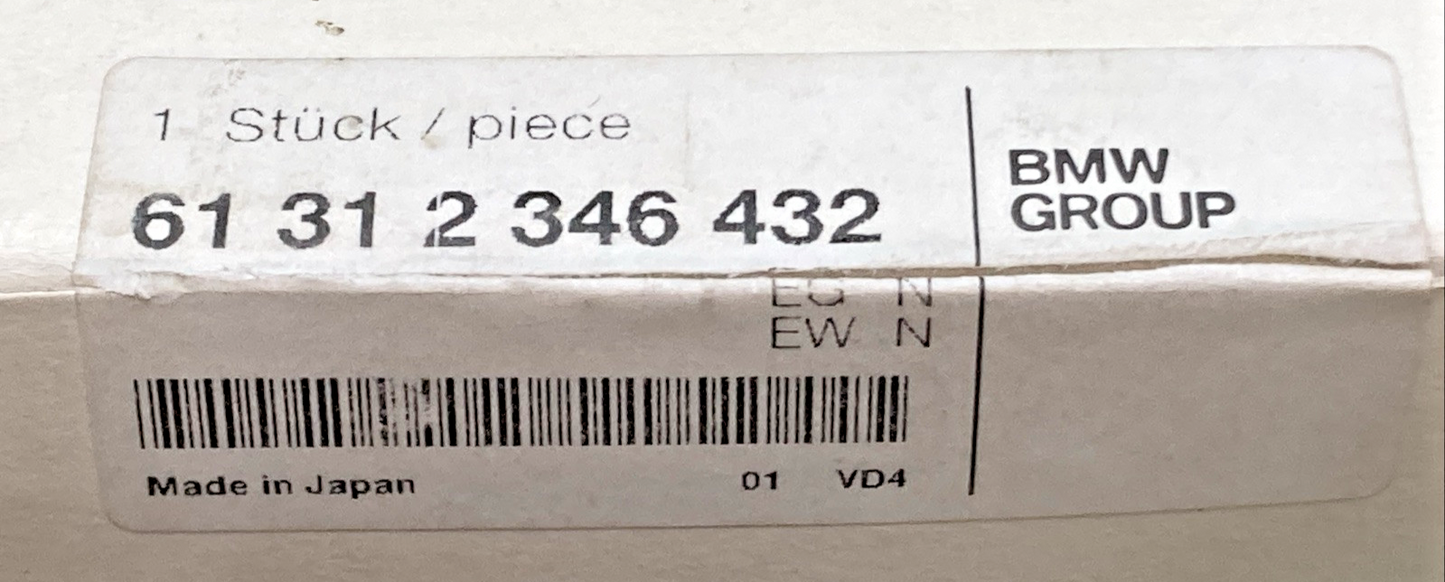 1 Stück / piece
61 31 2 346 432
BMW
GROUP
EG N
EW N
Made in Japan 01 VD4